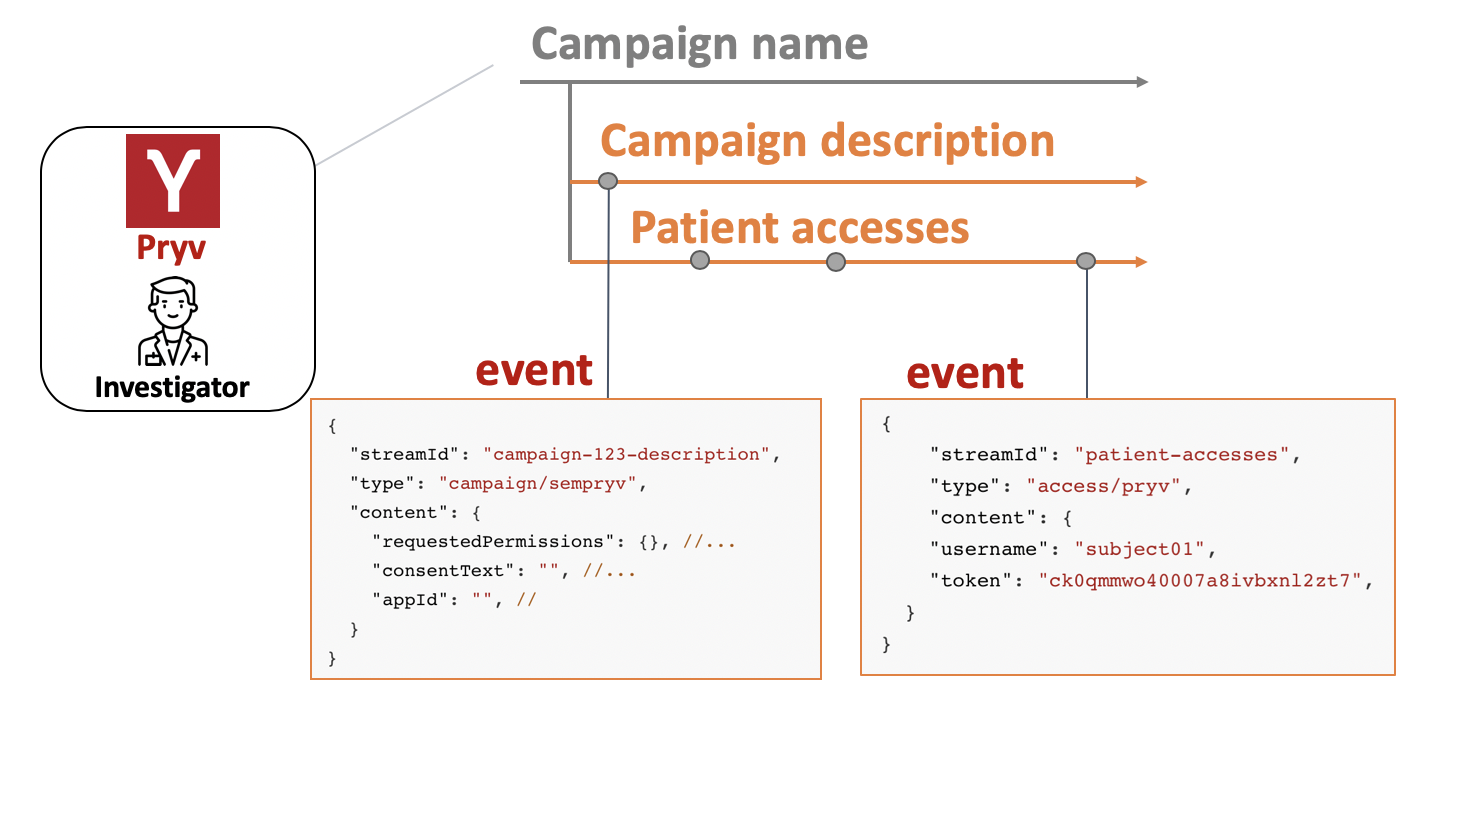 Campaign name
Campaign description
Patient accesses
Y
Pryv
Investigator
event
{
"streamId": "campaign-123-description",
"type": "campaign/sempryv",
"content": {
"requestedPermissions": {}, //...
"consentText": "", //...
"appId": "", //
}
}
event
{
"streamId": "patient-accesses",
"type": "access/pryv",
"content": {
"username": "subject01",
"token": "ck0qmmwo40007a8ivbxnl2zt7",
}
}